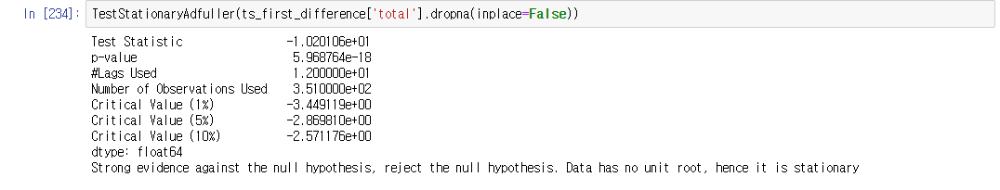 In [234]: TestStationaryAdfuller(ts_first_difference['total'].dropna(inplace=False))
Test Statistic -1.020106e+01
p-value 5.968764e-18
#Lags Used 1.200000e+01
Number of Observations Used 3.510000e+02
Critical Value (1%) -3.449119e+00
Critical Value (5%) -2.869810e+00
Critical Value (10%) -2.571176e+00
dtype: float64
Strong evidence against the null hypothesis, reject the null hypothesis. Data has no unit root, hence it is stationary